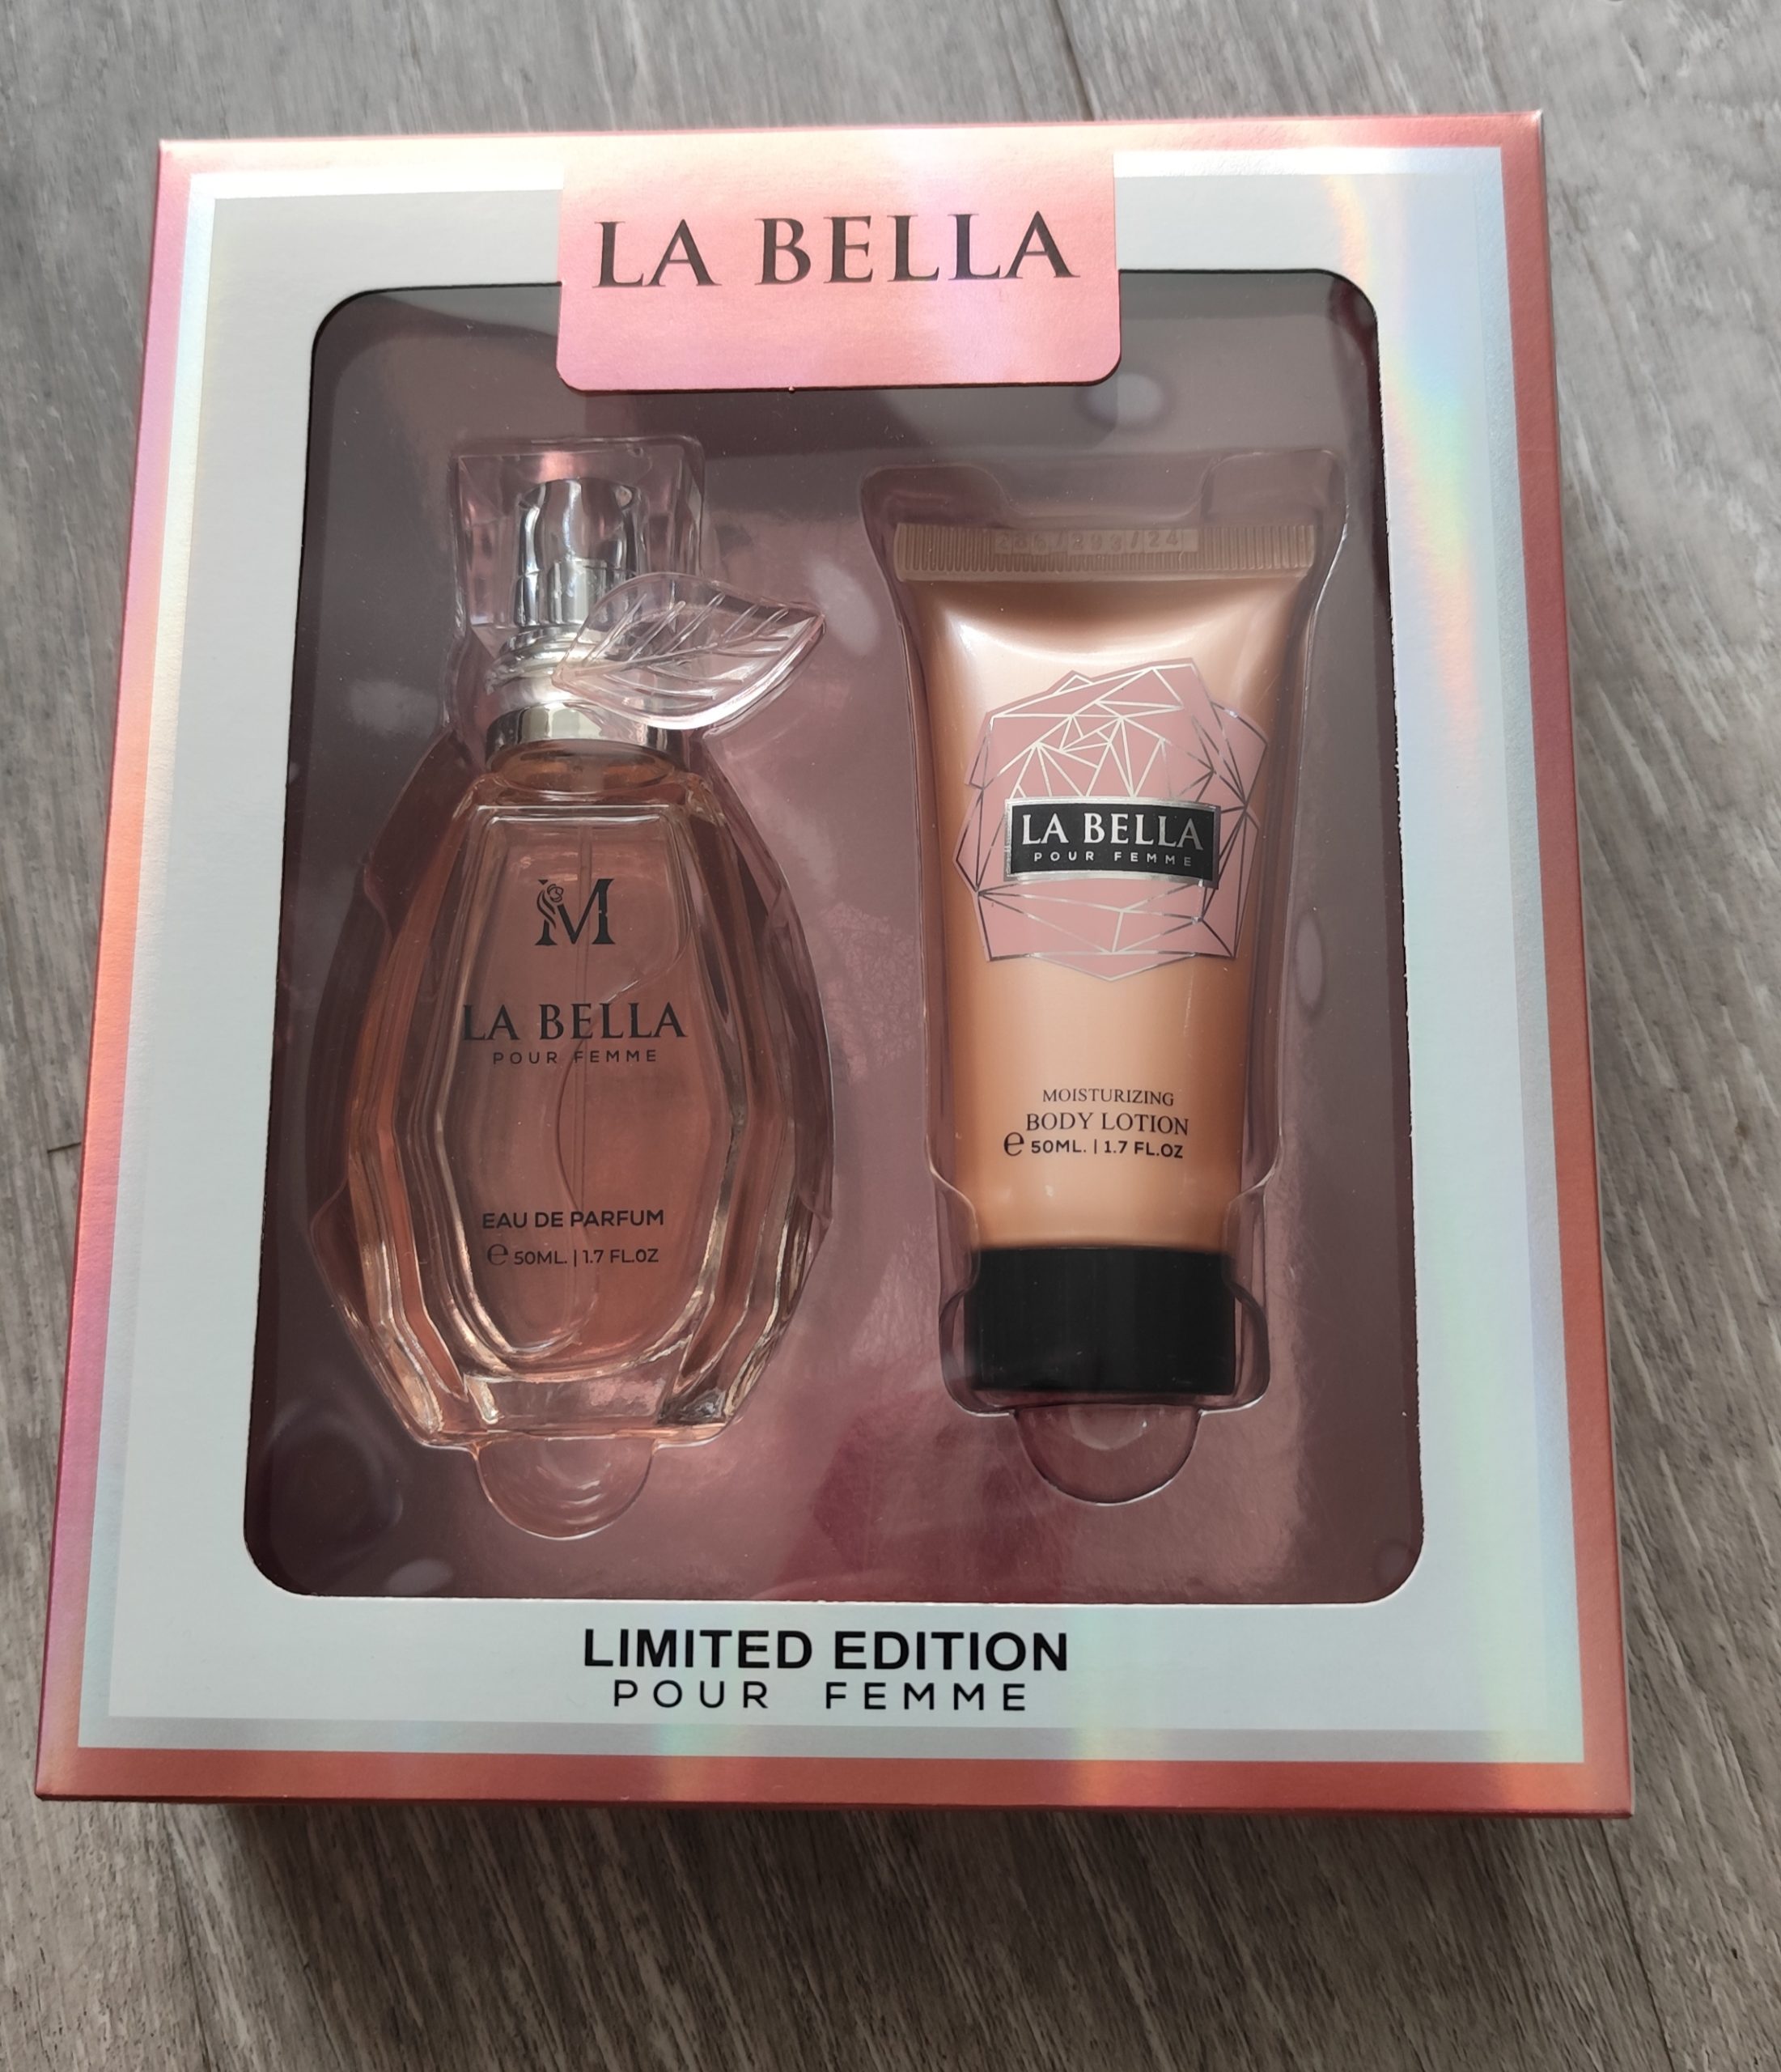 LA BELLA
M
LA BELLA
POUR FEMME
EAU DE PARFUM
℮ 50ML. | 1.7 FL.OZ
LA BELLA
POUR FEMME
MOISTURIZING
BODY LOTION
℮ 50ML. | 1.7 FL.OZ
LIMITED EDITION
POUR FEMME